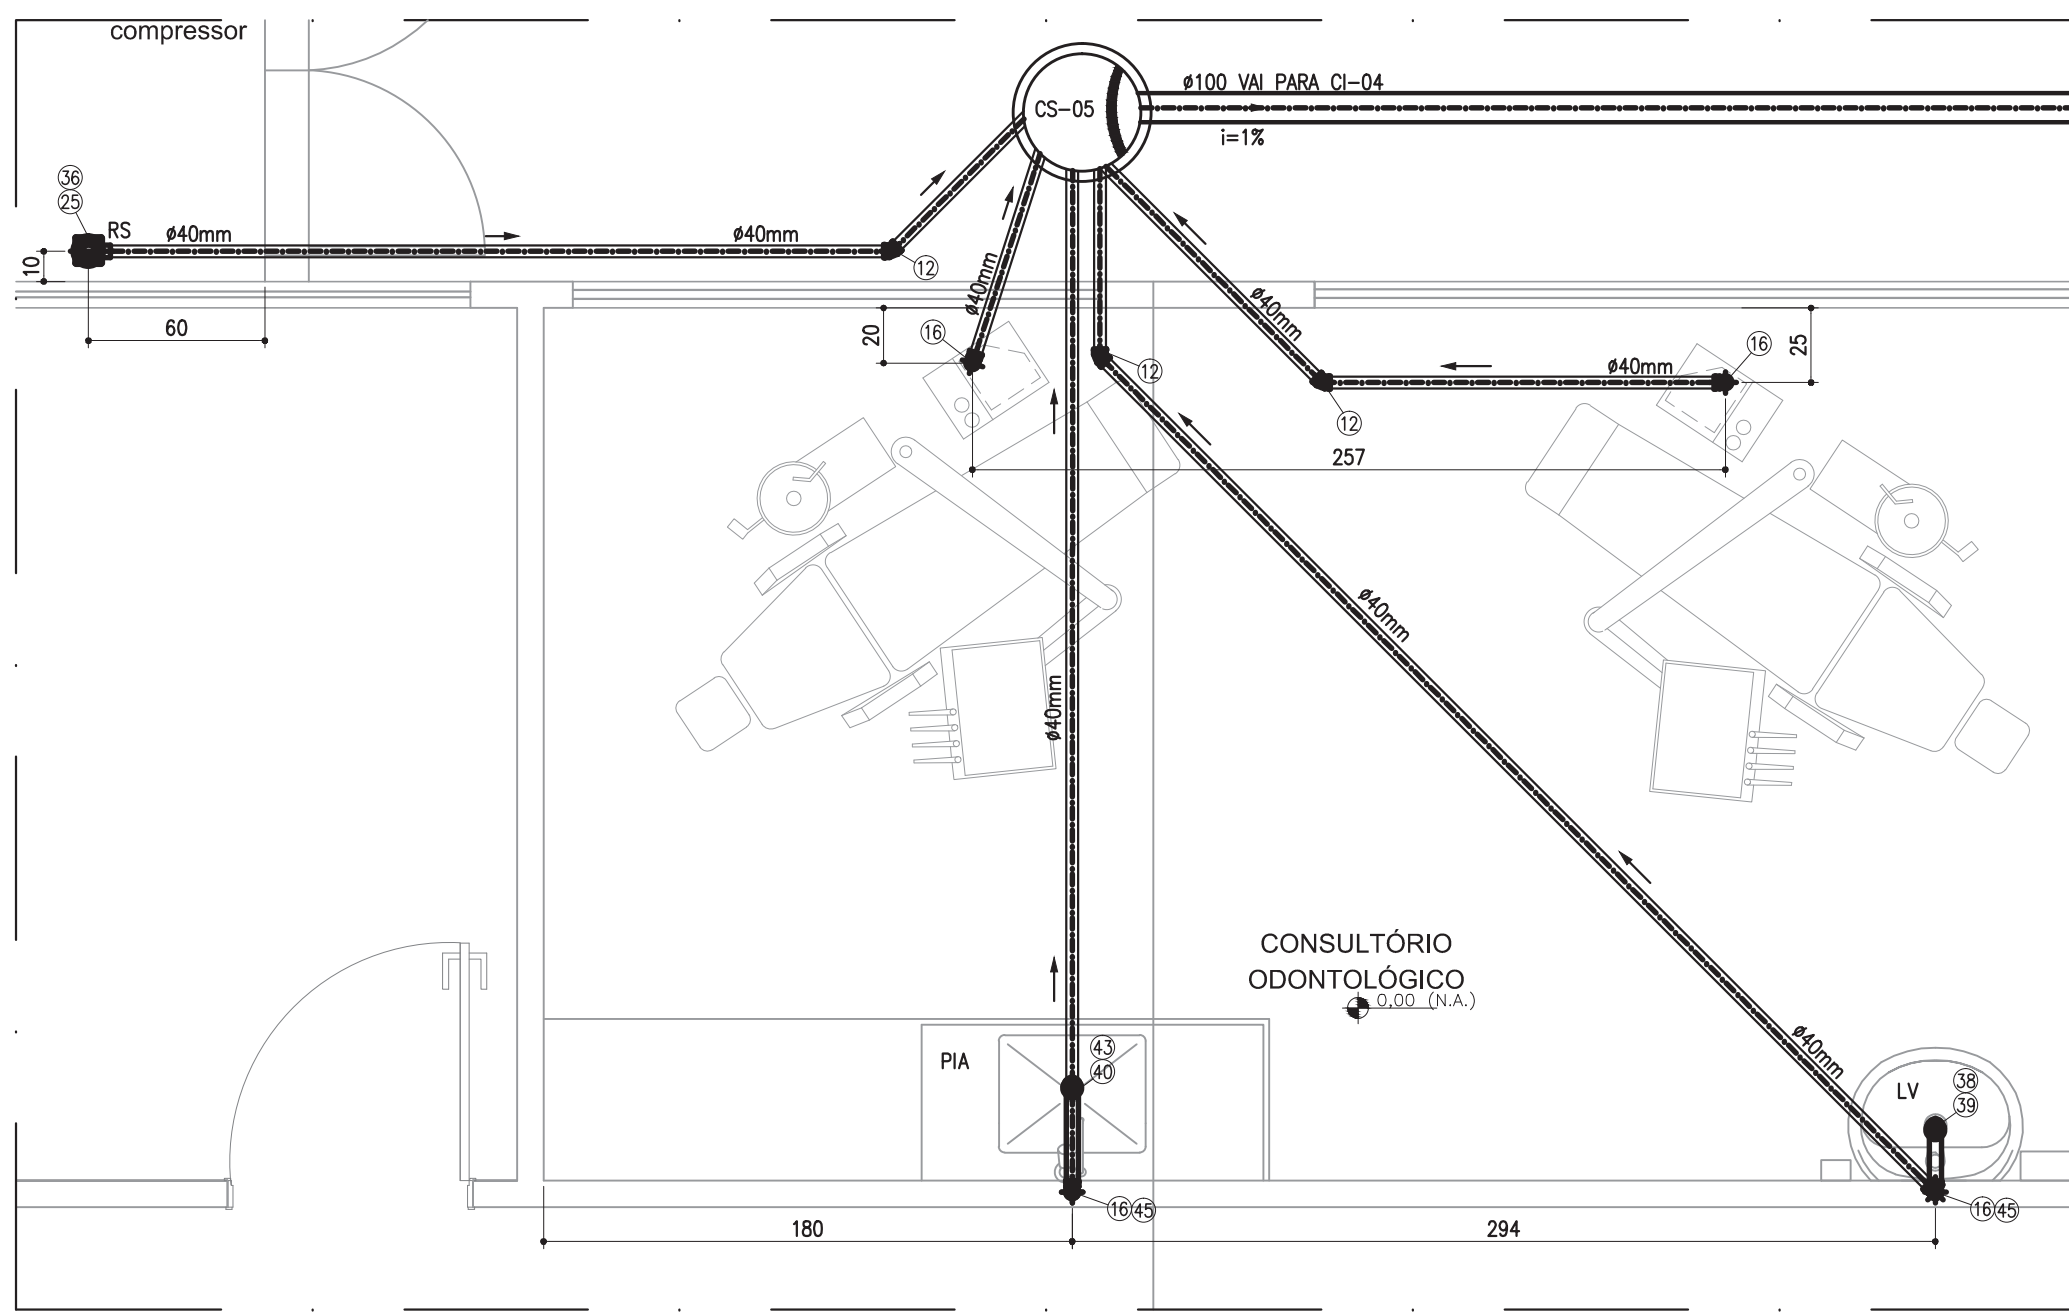 compressor
ø100 VAI PARA CI-04
CS-05
i=1%
36
25
RS
ø40mm
ø40mm
10
12
60
ø40mm
20
16
12
ø40mm
12
ø40mm
16
25
257
ø40mm
ø40mm
CONSULTÓRIO
ODONTOLÓGICO
0,00 (N.A.)
PIA
43
40
ø40mm
LV
38
39
16 45
16 45
180
294